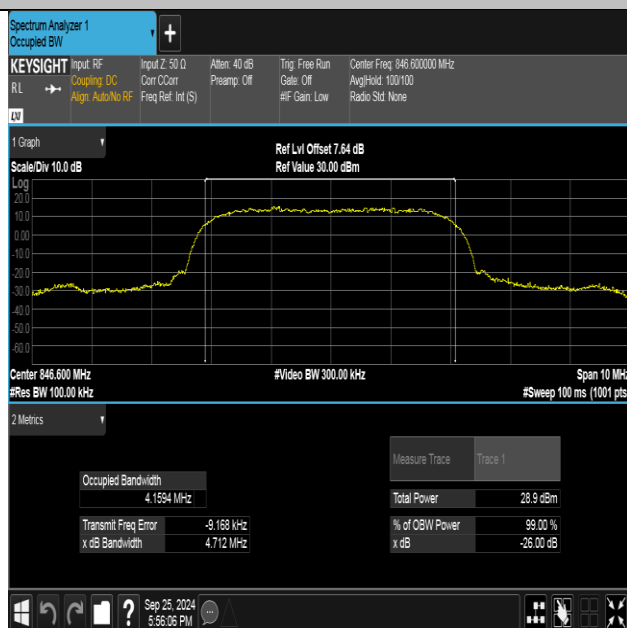 Spectrum Analyzer 1
Occupied BW
+
KEYSIGHT
RL
LXI
Input: RF
Coupling: DC
Align: Auto/No RF
Input Z: 50 Ω
Corr CCorr
Freq Ref: Int (S)
Atten: 40 dB
Preamp: Off
Trig: Free Run
Gate: Off
#IF Gain: Low
Center Freq: 846.600000 MHz
Avg|Hold: 100/100
Radio Std: None
1 Graph
Scale/Div 10.0 dB
Ref Lvl Offset 7.64 dB
Ref Value 30.00 dBm
Log
20.0
10.0
0.00
-10.0
-20.0
-30.0
-40.0
-50.0
-60.0
Center 846.600 MHz
#Video BW 300.00 kHz
Span 10 MHz
#Res BW 100.00 kHz
#Sweep 100 ms (1001 pts
2 Metrics
Measure Trace Trace 1
Occupied Bandwidth
4.1594 MHz
Total Power 28.9 dBm
Transmit Freq Error -9.168 kHz
% of OBW Power 99.00 %
x dB Bandwidth 4.712 MHz
x dB -26.00 dB
?
Sep 25, 2024
5:56:06 PM